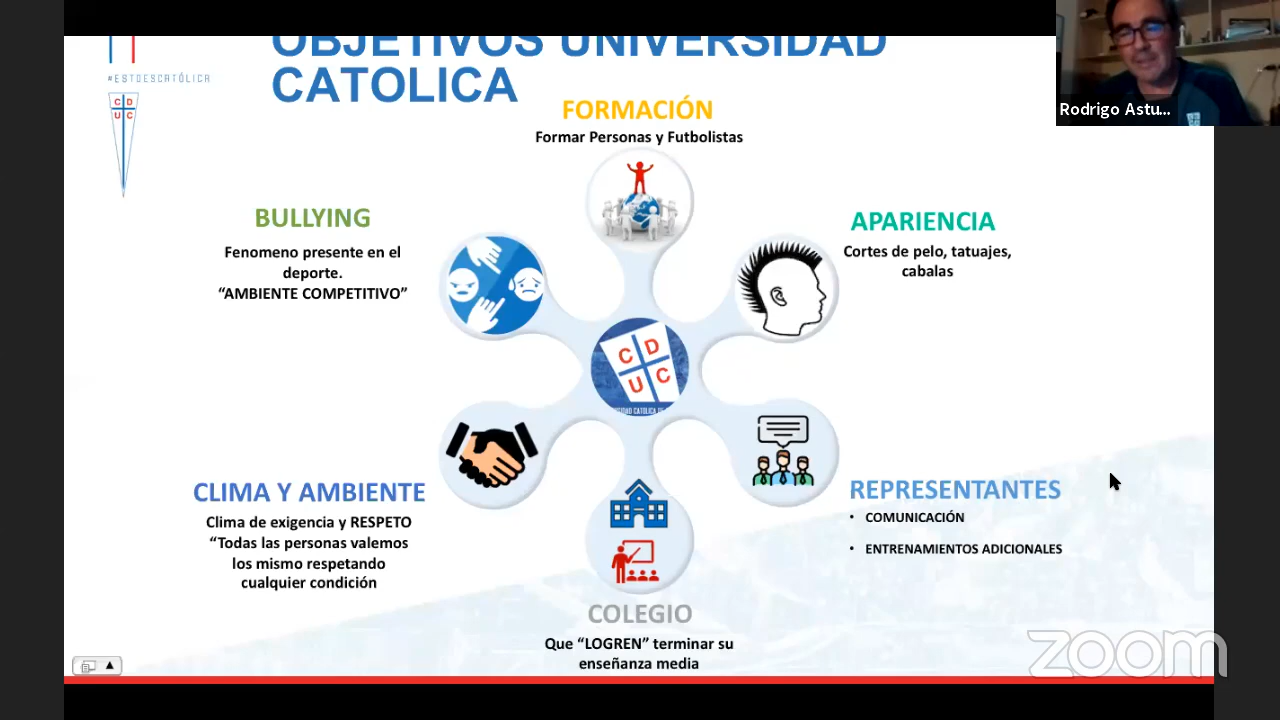 OBJETIVOS UNIVERSIDAD
CATOLICA
#ESTOESCATÓLICA
C D
U C
Rodrigo Astu...
FORMACIÓN
Formar Personas y Futbolistas
BULLYING
Fenomeno presente en el
deporte.
“AMBIENTE COMPETITIVO”
APARIENCIA
Cortes de pelo, tatuajes,
cabalas
C D
U C
CLIMA Y AMBIENTE
Clima de exigencia y RESPETO
“Todas las personas valemos
los mismo respetando
cualquier condición
REPRESENTANTES
• COMUNICACIÓN
• ENTRENAMIENTOS ADICIONALES
COLEGIO
Que “LOGREN” terminar su
enseñanza media
zoom